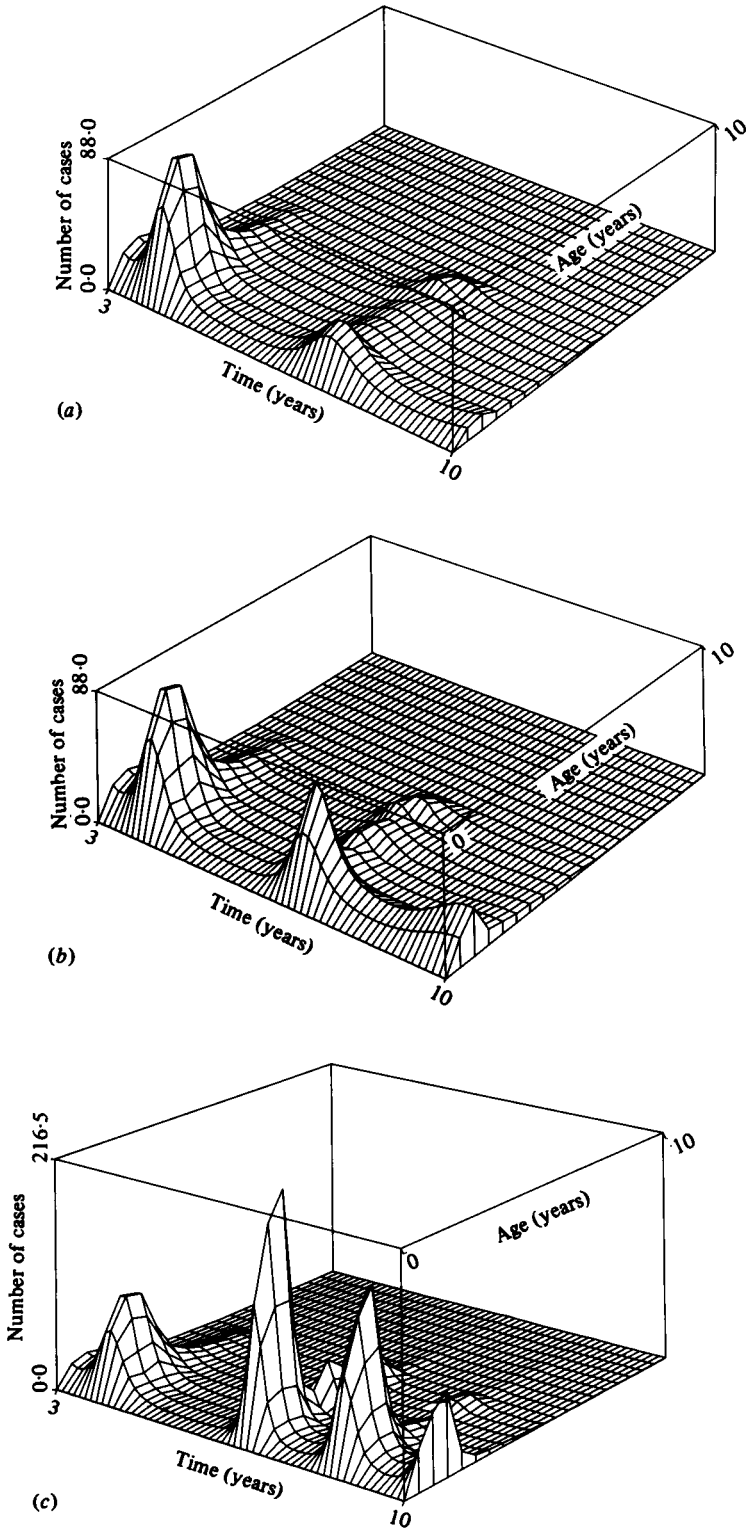 88·0
Number of cases
0·0
3
Time (years)
10
Age (years)
10
(a)
88·0
Number of cases
0·0
3
Time (years)
10
0
Age (years)
10
(b)
216·5
Number of cases
0·0
3
Time (years)
10
0
Age (years)
10
(c)